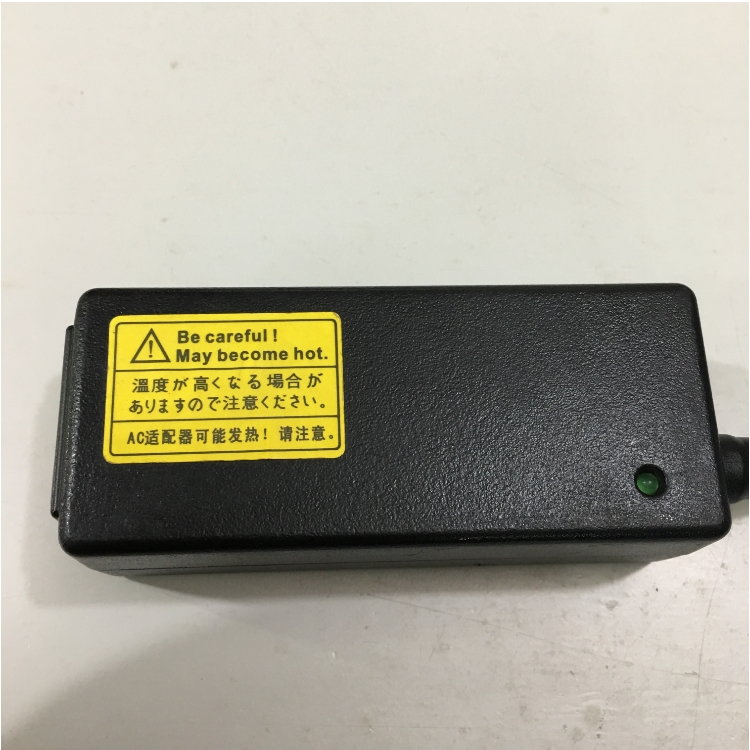 Be careful!
May become hot.
溫度が高くなる場合が
ありますので注意ください。
AC适配器可能发热！请注意。